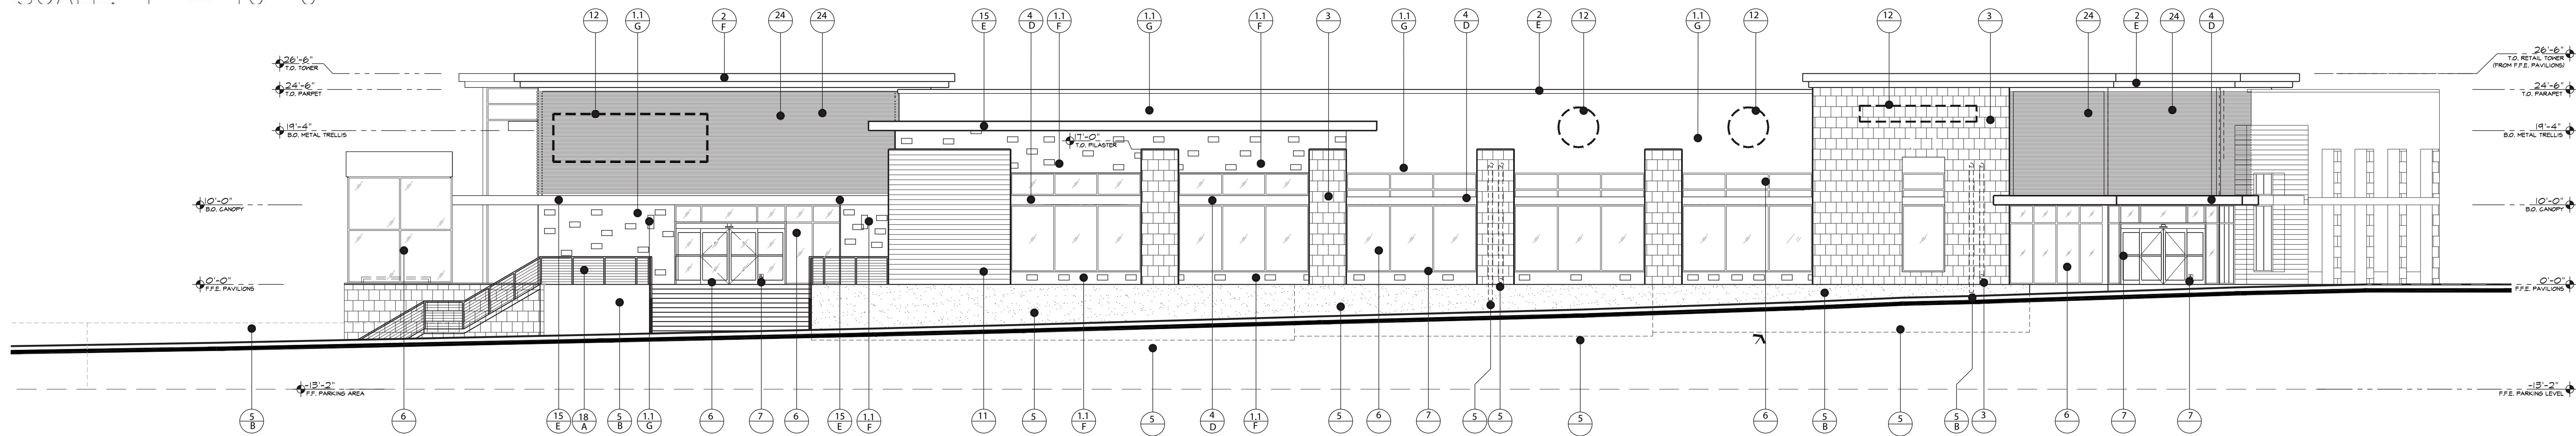 12
1.1
G
2
F
24
24
15
E
4
D
1.1
F
1.1
G
1.1
F
3
1.1
G
4
D
2
E
12
1.1
G
12
12
3
24
2
E
24
4
D
26'-6"
T.O. TOWER
24'-6"
T.O. PARPET
19'-4"
B.O. METAL TRELLIS
17'-0"
T.O. PILASTER
10'-0"
B.O. CANOPY
0'-0"
F.F.E. PAVILIONS
-13'-2"
F.F. PARKING AREA
26'-6"
T.O. RETAIL TOWER
(FROM F.F.E. PAVILIONS)
24'-6"
T.O. PARAPET
19'-4"
B.O. METAL TRELLIS
10'-0"
B.O. CANOPY
0'-0"
F.F.E. PAVILIONS
-13'-2"
F.F.E. PARKING LEVEL
5
B
6
15
E
18
A
5
B
1.1
G
6
7
6
15
E
1.1
F
11
5
1.1
F
5
4
D
1.1
F
5
6
7
5
5
5
6
5
B
5
5
B
3
6
7
7